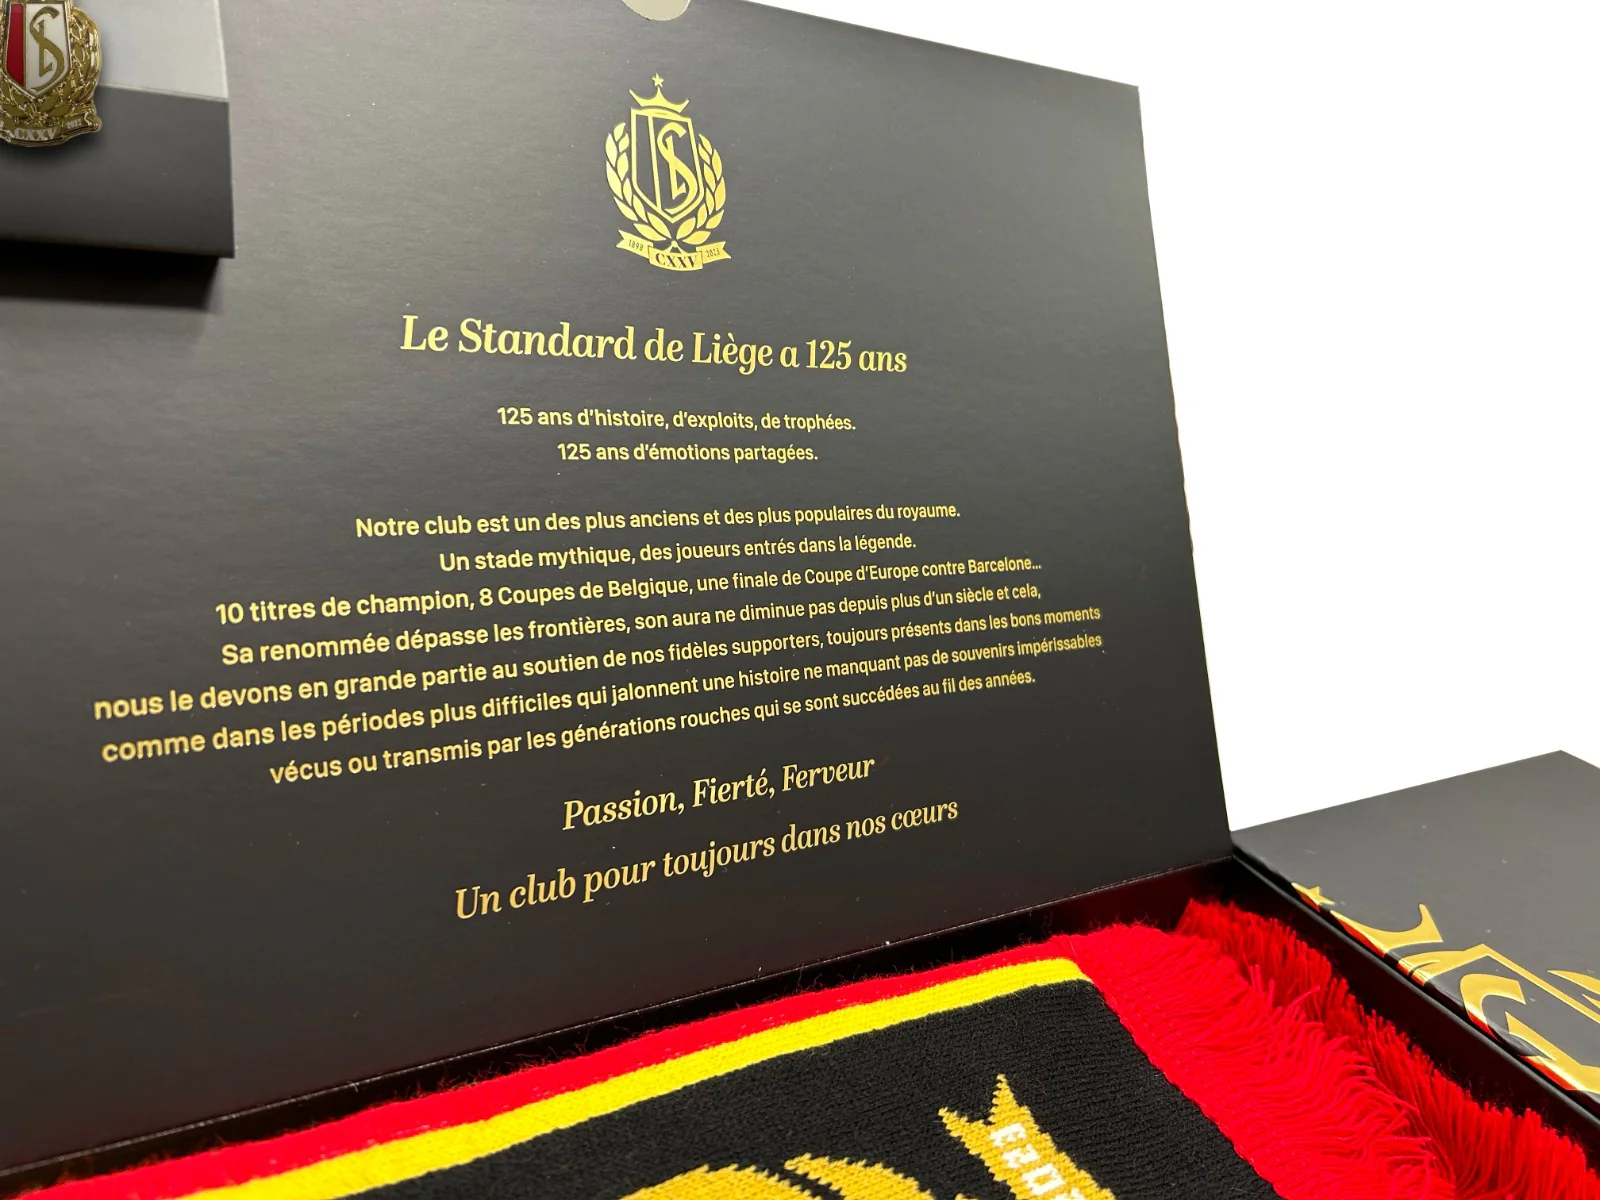 CXXV
1898 CXXV 2023
Le Standard de Liège a 125 ans
125 ans d'histoire, d'exploits, de trophées.
125 ans d'émotions partagées.
Notre club est un des plus anciens et des plus populaires du royaume.
Un stade mythique, des joueurs entrés dans la légende.
10 titres de champion, 8 Coupes de Belgique, une finale de Coupe d'Europe contre Barcelone...
Sa renommée dépasse les frontières, son aura ne diminue pas depuis plus d'un siècle et cela,
nous le devons en grande partie au soutien de nos fidèles supporters, toujours présents dans les bons moments
comme dans les périodes plus difficiles qui jalonnent une histoire ne manquant pas de souvenirs impérissables
vécus ou transmis par les générations rouches qui se sont succédées au fil des années.
Passion, Fierté, Ferveur
Un club pour toujours dans nos cœurs